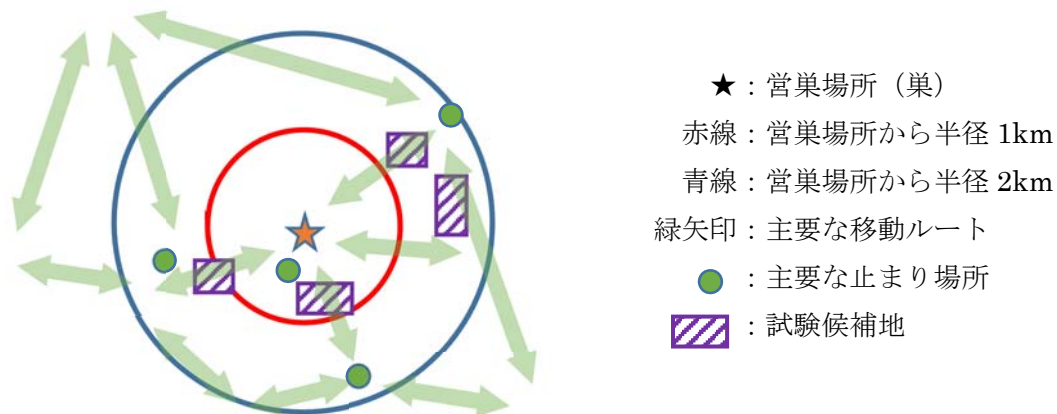 ★：営巣場所（巣）
赤線：営巣場所から半径 1km
青線：営巣場所から半径 2km
緑矢印：主要な移動ルート
：主要な止まり場所
：試験候補地